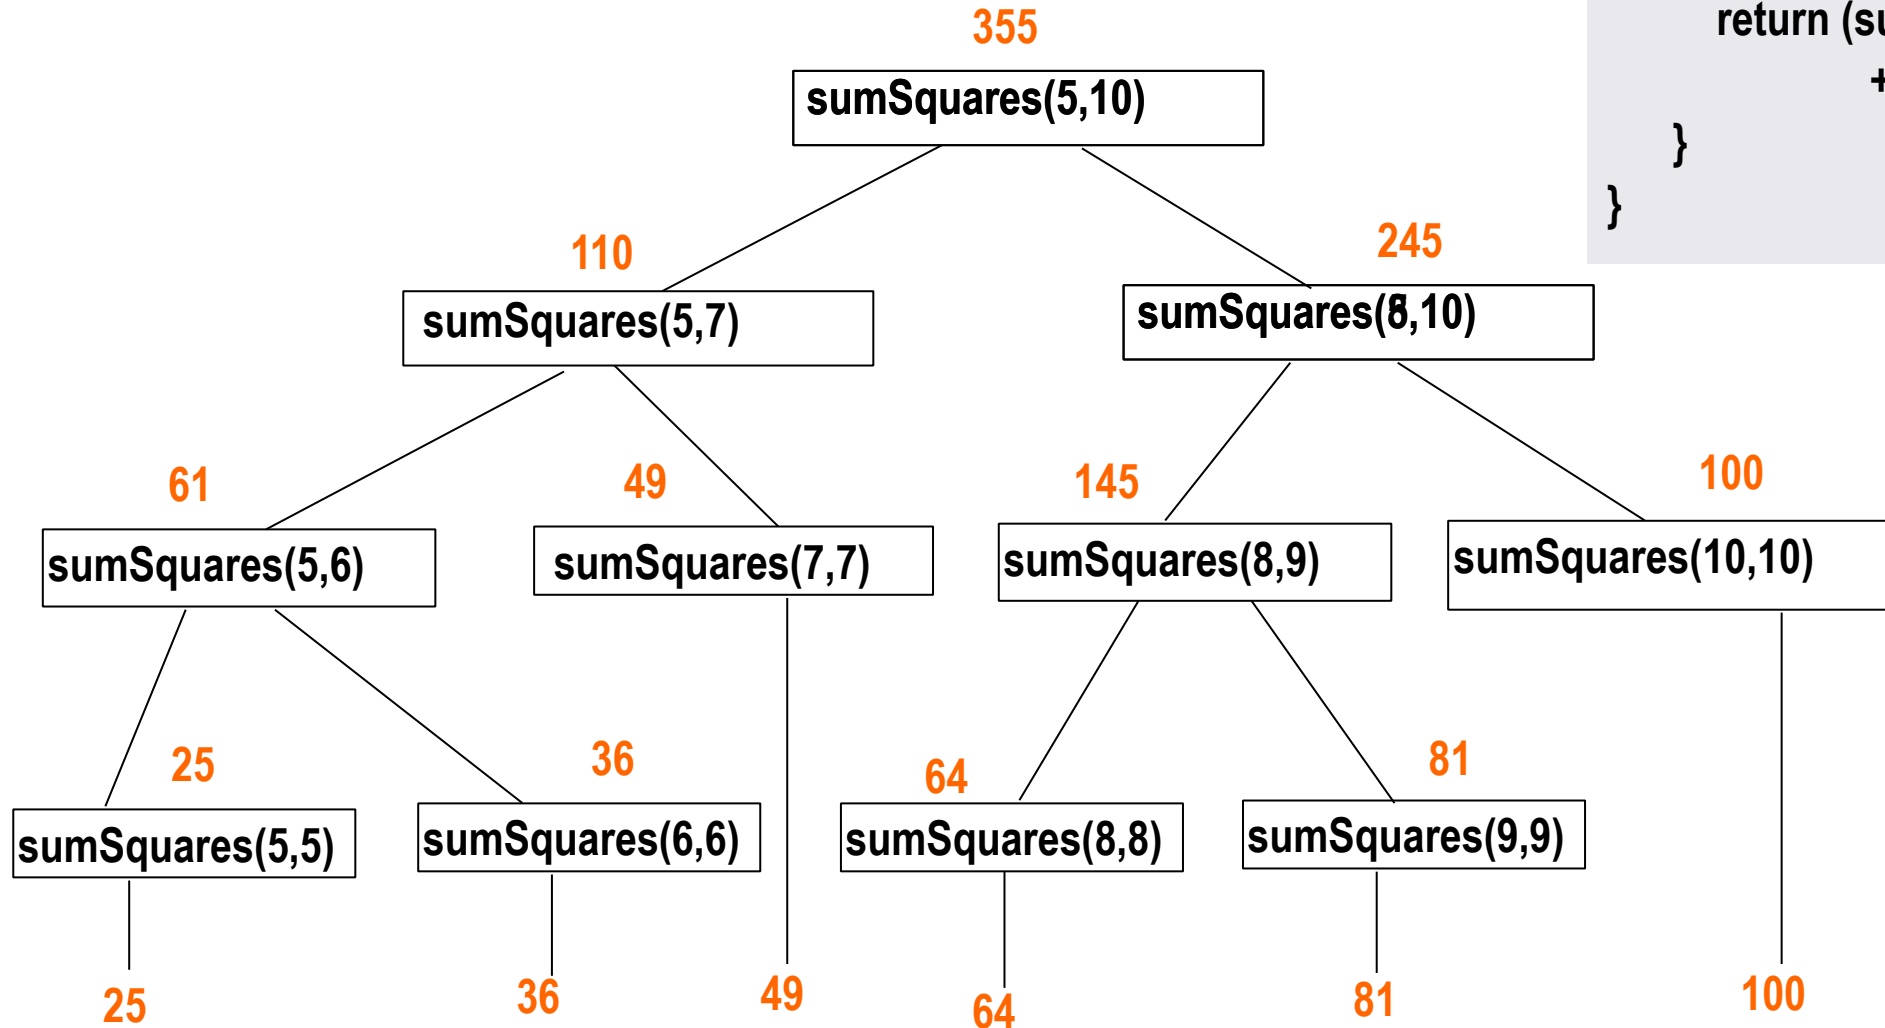 return (su
+
}
}
355
sumSquares(5,10)
110
245
sumSquares(5,7)
sumSquares(8,10)
61
49
145
100
sumSquares(5,6)
sumSquares(7,7)
sumSquares(8,9)
sumSquares(10,10)
25
36
64
81
sumSquares(5,5)
sumSquares(6,6)
sumSquares(8,8)
sumSquares(9,9)
25
36
49
64
81
100